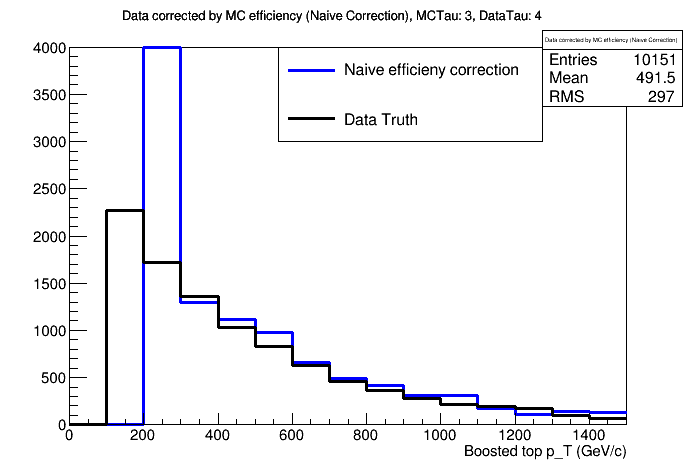 Data corrected by MC efficiency (Naive Correction), MCTau: 3, DataTau: 4
Data corrected by MC efficiency (Naive Correction)
Entries 10151
Mean 491.5
RMS 297
Naive efficieny correction
Data Truth
4000
3500
3000
2500
2000
1500
1000
500
0
0 200 400 600 800 1000 1200 1400
Boosted top p_T (GeV/c)